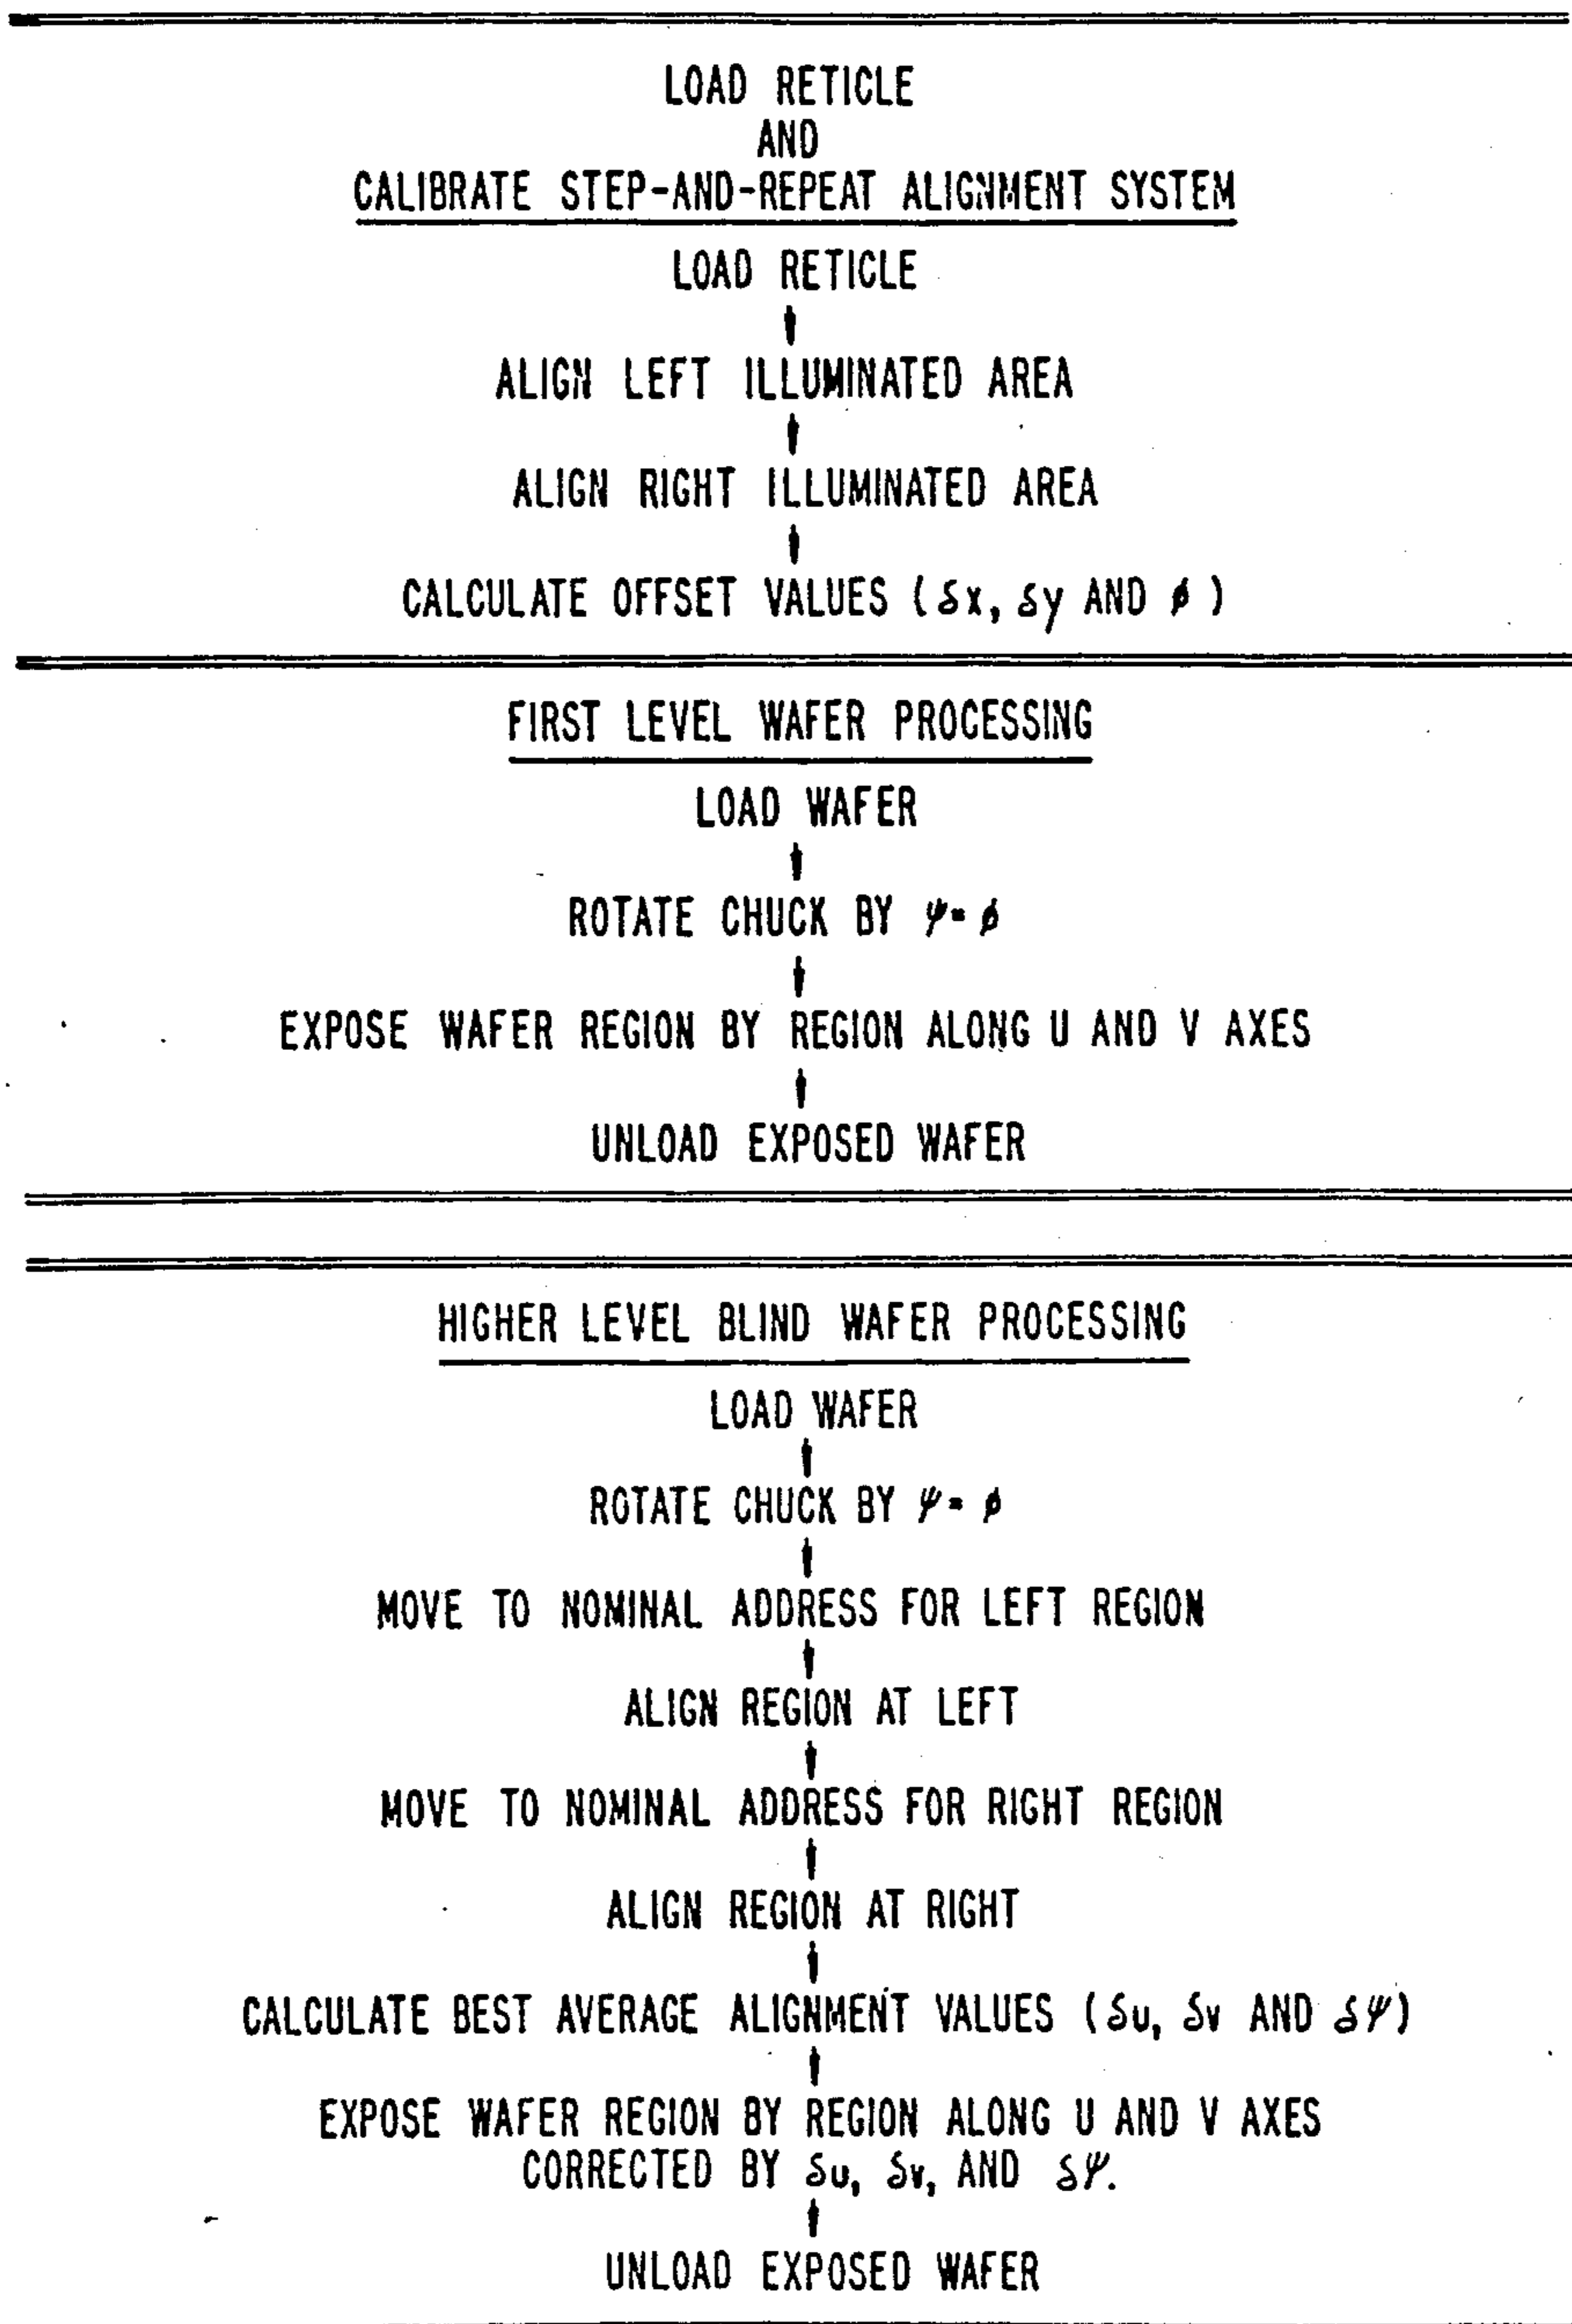 LOAD RETICLE
AND
CALIBRATE STEP-AND-REPEAT ALIGNMENT SYSTEM
LOAD RETICLE
ALIGN LEFT ILLUMINATED AREA
ALIGN RIGHT ILLUMINATED AREA
CALCULATE OFFSET VALUES (δx, δy AND ϕ)
FIRST LEVEL WAFER PROCESSING
LOAD WAFER
ROTATE CHUCK BY ψ=ϕ
EXPOSE WAFER REGION BY REGION ALONG U AND V AXES
UNLOAD EXPOSED WAFER
HIGHER LEVEL BLIND WAFER PROCESSING
LOAD WAFER
ROTATE CHUCK BY ψ=ϕ
MOVE TO NOMINAL ADDRESS FOR LEFT REGION
ALIGN REGION AT LEFT
MOVE TO NOMINAL ADDRESS FOR RIGHT REGION
ALIGN REGION AT RIGHT
CALCULATE BEST AVERAGE ALIGNMENT VALUES (δu, δv AND δψ)
EXPOSE WAFER REGION BY REGION ALONG U AND V AXES
CORRECTED BY δu, δv, AND δψ.
UNLOAD EXPOSED WAFER